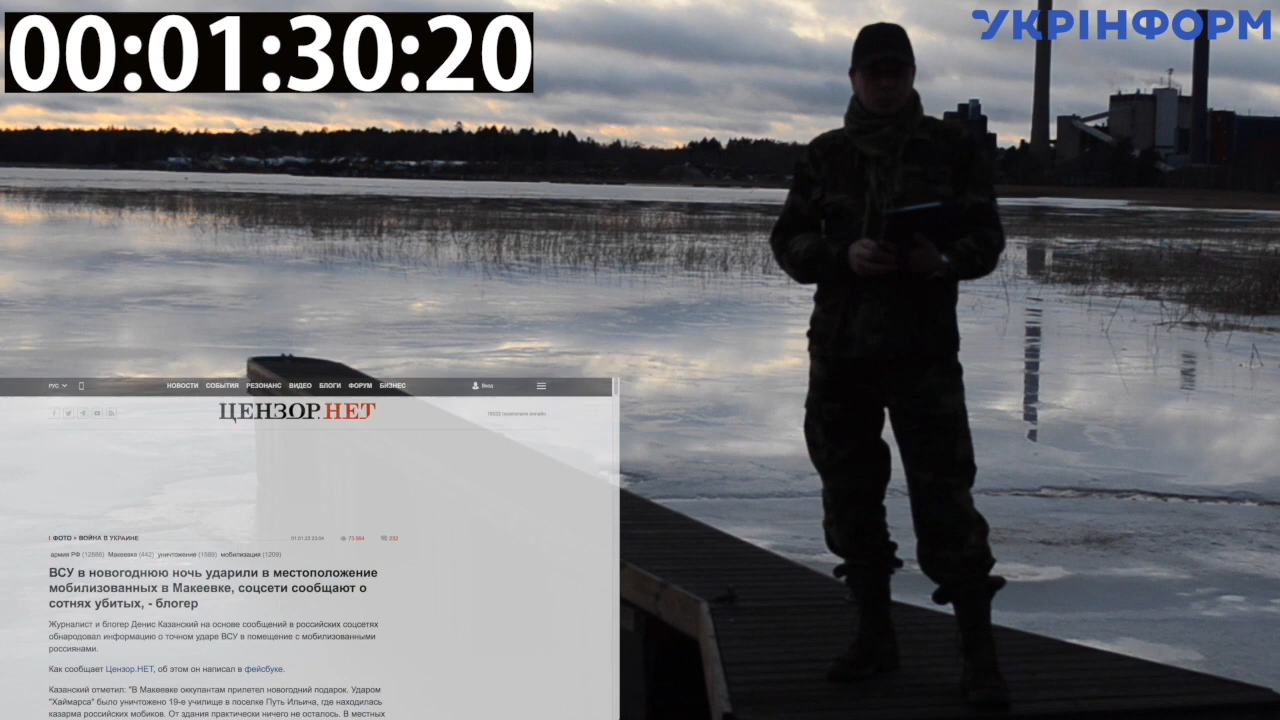 00:01:30:20
УКРІНФОРМ
РУС
НОВОСТИ СОБЫТИЯ РЕЗОНАНС ВИДЕО БЛОГИ ФОРУМ БИЗНЕС
Вход
ЦЕНЗОР.НЕТ
ФОТО • ВОЙНА В УКРАИНЕ
01.01.23 23:04
73 984
232
армия РФ (12886) Макеевка (442) уничтожение (1589) мобилизация (1209)
ВСУ в новогоднюю ночь ударили в местоположение
мобилизованных в Макеевке, соцсети сообщают о
сотнях убитых, - блогер
Журналист и блогер Денис Казанский на основе сообщений в российских соцсетях
обнародовал информацию о точном ударе ВСУ в помещение с мобилизованными
россиянами.
Как сообщает Цензор.НЕТ, об этом он написал в фейсбуке.
Казанский отметил: "В Макеевке оккупантам прилетел новогодний подарок. Ударом
"Хаймарса" было уничтожено 19-е училище в поселке Путь Ильича, где находилась
казарма российских мобиков. От здания практически ничего не осталось. В местных